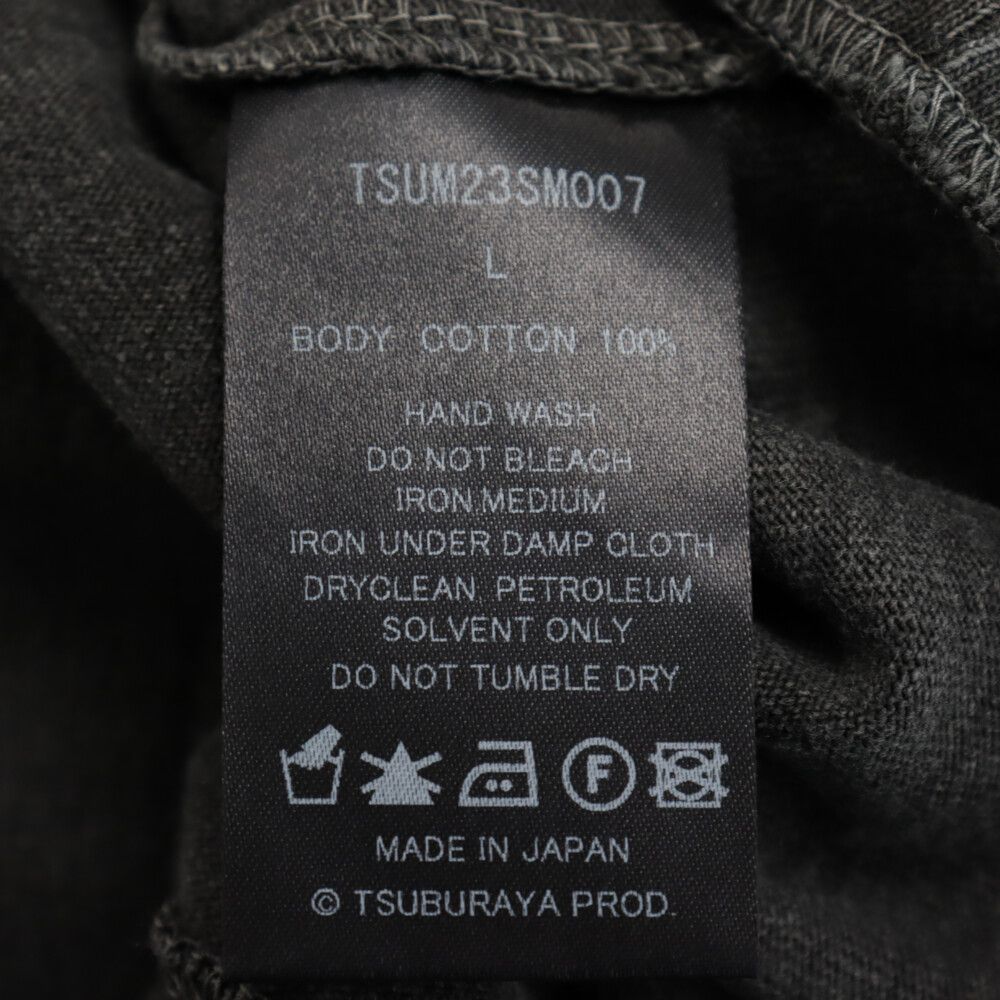 TSUM23SM007
L
BODY COTTON 100%
HAND WASH
DO NOT BLEACH
IRON MEDIUM
IRON UNDER DAMP CLOTH
DRYCLEAN PETROLEUM
SOLVENT ONLY
DO NOT TUMBLE DRY
F
MADE IN JAPAN
© TSUBURAYA PROD.